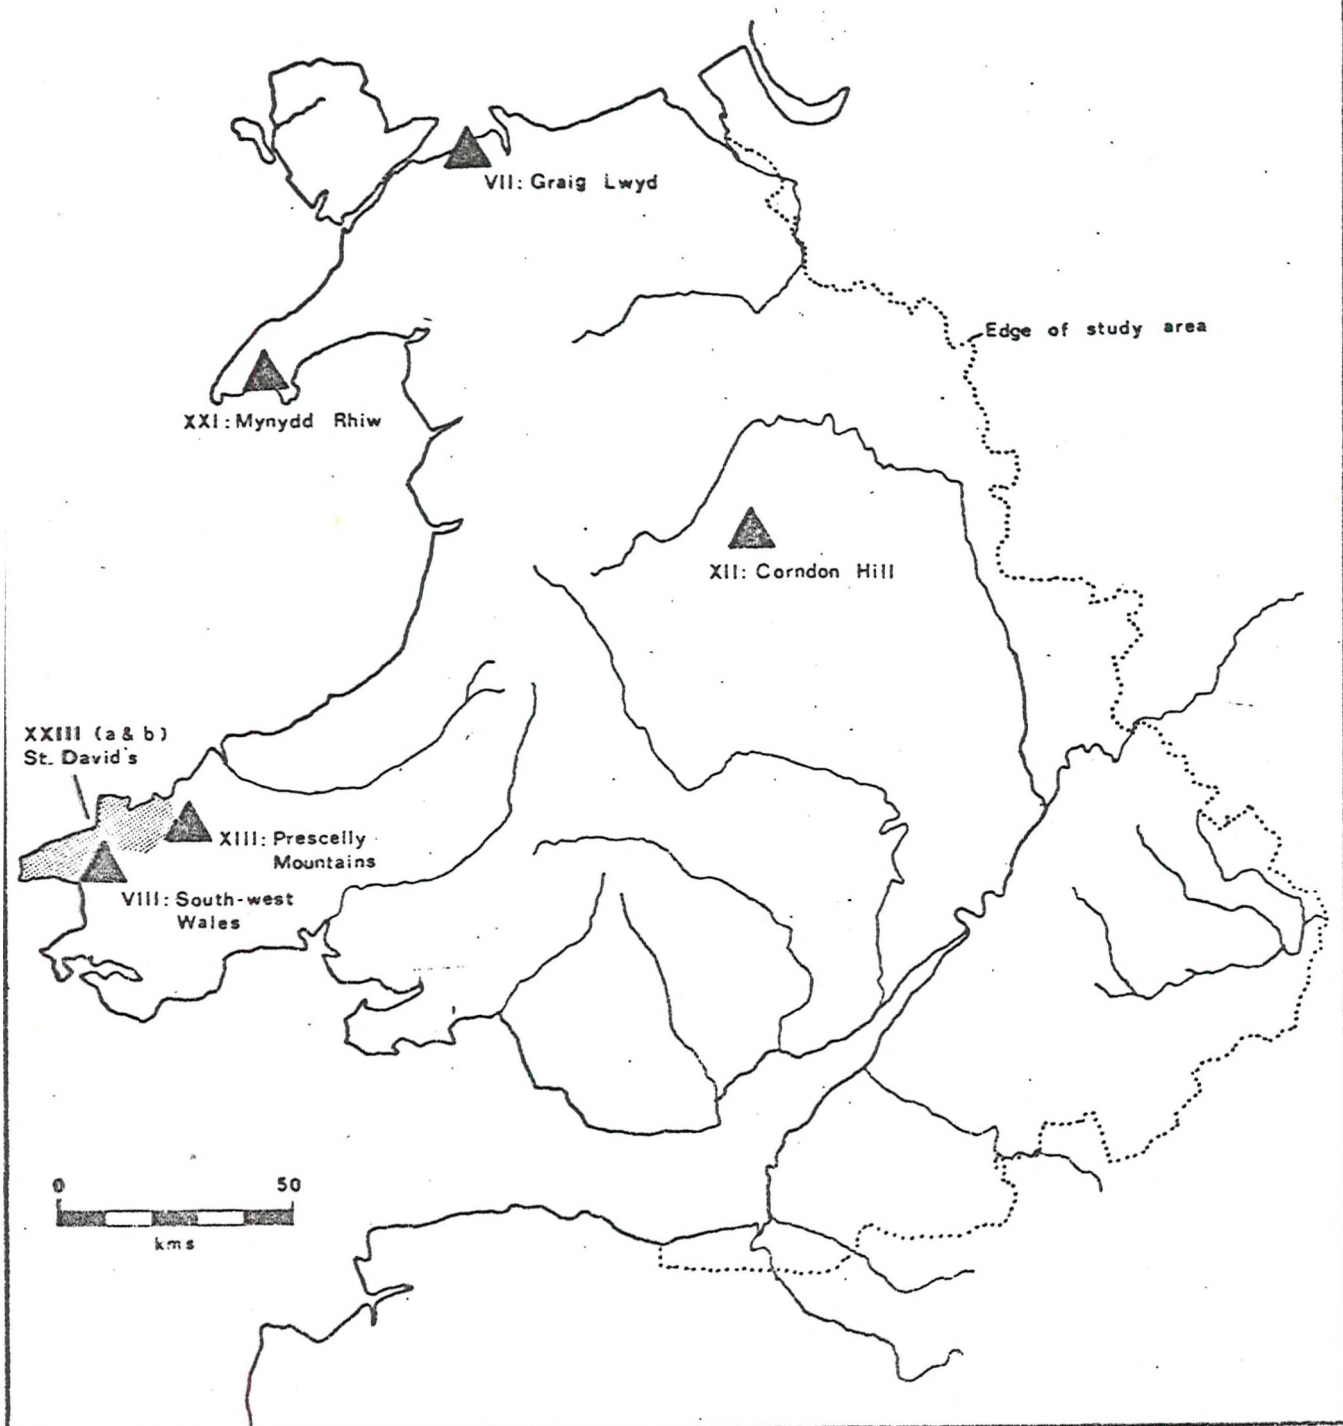 VII: Graig Lwyd
Edge of study area
XXI: Mynydd Rhiw
XII: Corndon Hill
XXIII (a & b)
St. David's
XIII: Prescelly
Mountains
VIII: South-west
Wales
0 50
kms